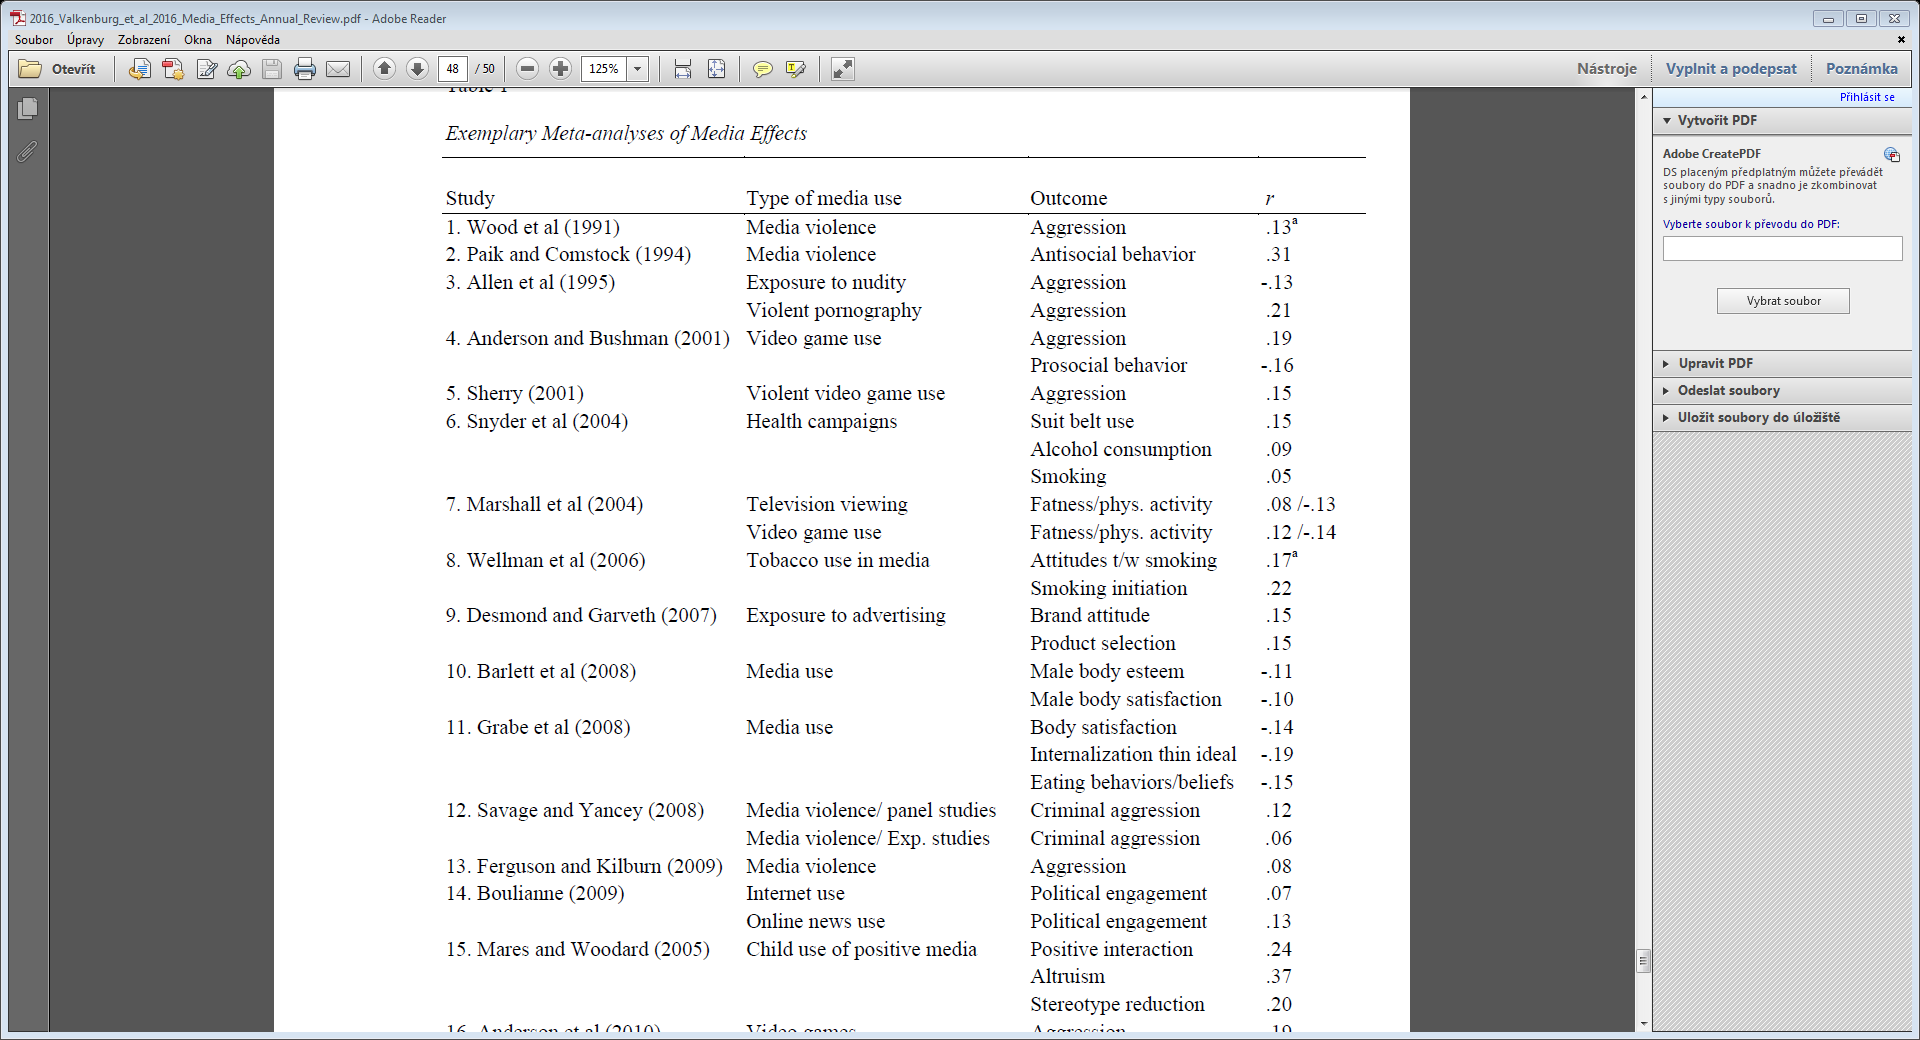 2016_Valkenburg_et_al_2016_Media_Effects_Annual_Review.pdf - Adobe Reader
Soubor Úpravy Zobrazení Okna Nápověda
Otevřít 48 / 50 125% Nástroje Vyplnit a podepsat Poznámka
Přihlásit se
Vytvořit PDF
Adobe CreatePDF
DS placeným předplatným můžete převádět
soubory do PDF a snadno je zkombinovat
s jinými typy souborů.
Vyberte soubor k převodu do PDF:
Vybrat soubor
Upravit PDF
Odeslat soubory
Uložit soubory do úložiště
Table 1
Exemplary Meta-analyses of Media Effects
Study Type of media use Outcome r
1. Wood et al (1991) Media violence Aggression .13a
2. Paik and Comstock (1994) Media violence Antisocial behavior .31
3. Allen et al (1995) Exposure to nudity Aggression -.13
Violent pornography Aggression .21
4. Anderson and Bushman (2001) Video game use Aggression .19
Prosocial behavior -.16
5. Sherry (2001) Violent video game use Aggression .15
6. Snyder et al (2004) Health campaigns Suit belt use .15
Alcohol consumption .09
Smoking .05
7. Marshall et al (2004) Television viewing Fatness/phys. activity .08 /-.13
Video game use Fatness/phys. activity .12 /-.14
8. Wellman et al (2006) Tobacco use in media Attitudes t/w smoking .17a
Smoking initiation .22
9. Desmond and Garveth (2007) Exposure to advertising Brand attitude .15
Product selection .15
10. Barlett et al (2008) Media use Male body esteem -.11
Male body satisfaction -.10
11. Grabe et al (2008) Media use Body satisfaction -.14
Internalization thin ideal -.19
Eating behaviors/beliefs -.15
12. Savage and Yancey (2008) Media violence/ panel studies Criminal aggression .12
Media violence/ Exp. studies Criminal aggression .06
13. Ferguson and Kilburn (2009) Media violence Aggression .08
14. Boulianne (2009) Internet use Political engagement .07
Online news use Political engagement .13
15. Mares and Woodard (2005) Child use of positive media Positive interaction .24
Altruism .37
Stereotype reduction .20
16. Anderson et al (2010) Video games Aggression .19